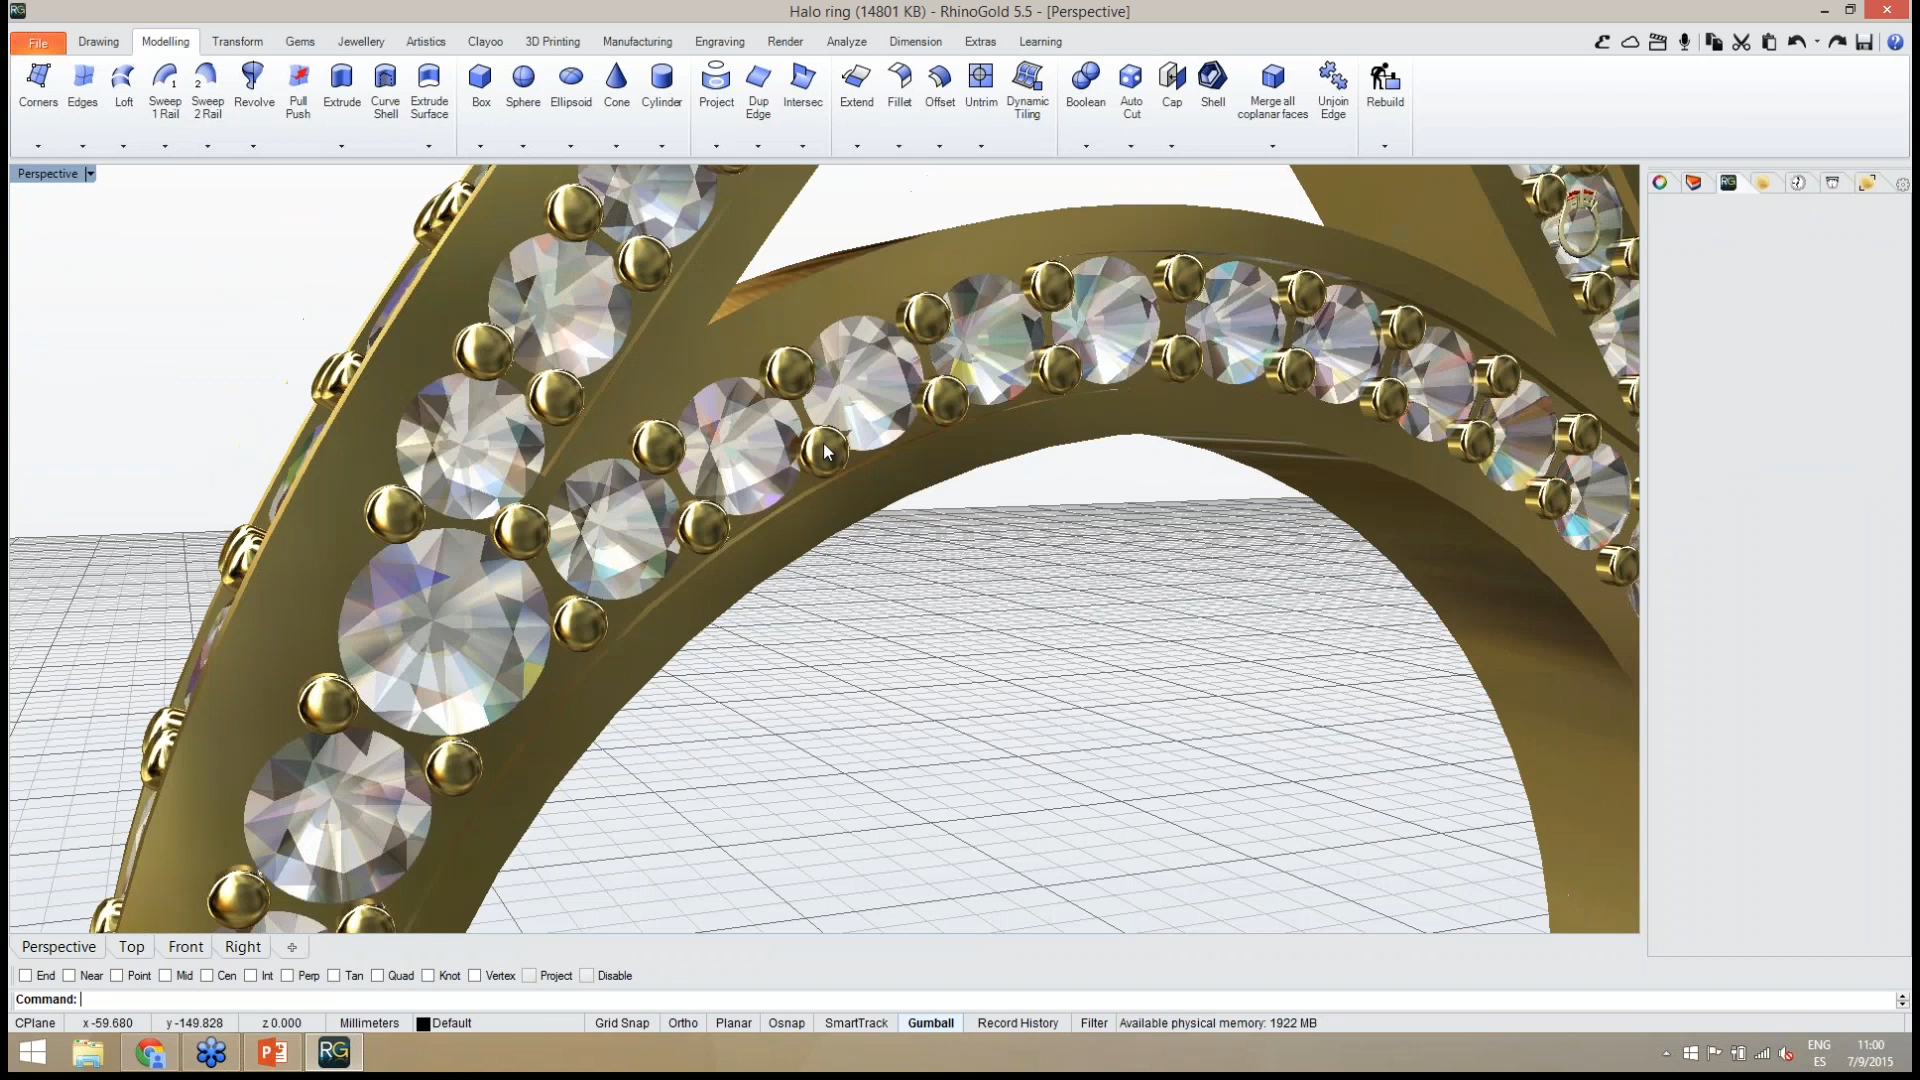 Halo ring (14801 KB) - RhinoGold 5.5 - [Perspective]
File Drawing Modelling Transform Gems Jewellery Artistics Clayoo 3D Printing Manufacturing Engraving Render Analyze Dimension Extras Learning
Corners Edges Loft Sweep 1 Rail Sweep 2 Rail Revolve Pull Push Extrude Curve Shell Extrude Surface Box Sphere Ellipsoid Cone Cylinder Project Dup Edge Intersec Extend Fillet Offset Untrim Dynamic Tiling Boolean Auto Cut Cap Shell Merge all coplanar faces Unjoin Edge Rebuild
Perspective
Perspective Top Front Right
End Near Point Mid Cen Int Perp Tan Quad Knot Vertex Project Disable
Command:
CPlane x -59.680 y -149.828 z 0.000 Millimeters Default Grid Snap Ortho Planar Osnap SmartTrack Gumball Record History Filter Available physical memory: 1922 MB
RG
ENG 11:00
ES 7/9/2015